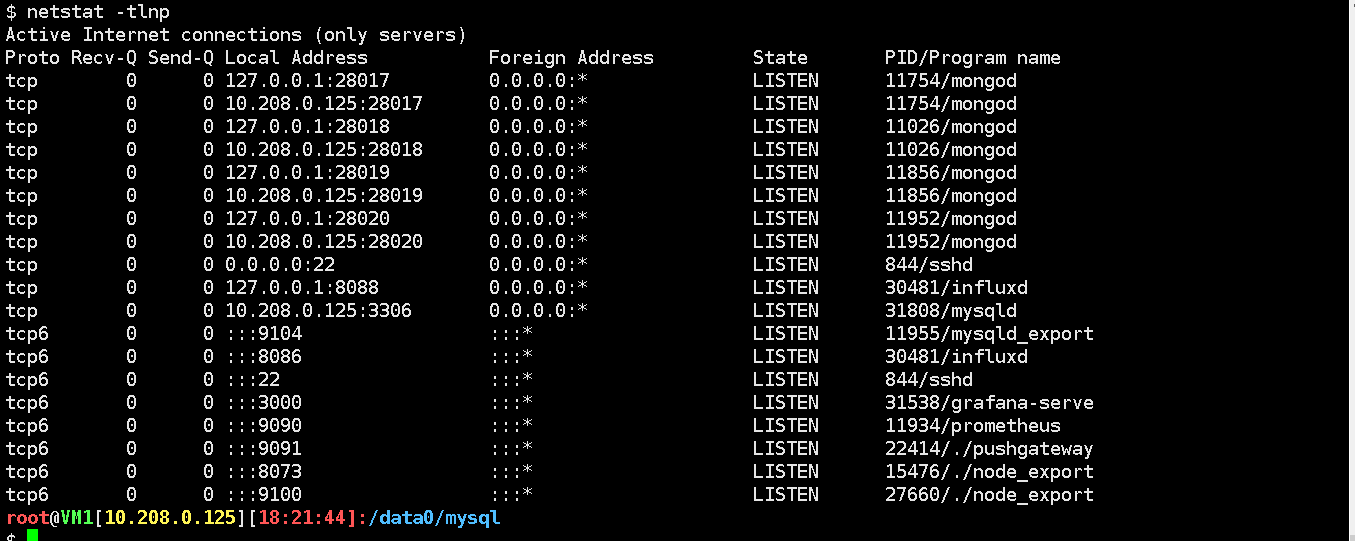 $ netstat -tlnp
Active Internet connections (only servers)
Proto Recv-Q Send-Q Local Address           Foreign Address         State       PID/Program name
tcp        0      0 127.0.0.1:28017         0.0.0.0:*               LISTEN      11754/mongod
tcp        0      0 10.208.0.125:28017      0.0.0.0:*               LISTEN      11754/mongod
tcp        0      0 127.0.0.1:28018         0.0.0.0:*               LISTEN      11026/mongod
tcp        0      0 10.208.0.125:28018      0.0.0.0:*               LISTEN      11026/mongod
tcp        0      0 127.0.0.1:28019         0.0.0.0:*               LISTEN      11856/mongod
tcp        0      0 10.208.0.125:28019      0.0.0.0:*               LISTEN      11856/mongod
tcp        0      0 127.0.0.1:28020         0.0.0.0:*               LISTEN      11952/mongod
tcp        0      0 10.208.0.125:28020      0.0.0.0:*               LISTEN      11952/mongod
tcp        0      0 0.0.0.0:22              0.0.0.0:*               LISTEN      844/sshd
tcp        0      0 127.0.0.1:8088          0.0.0.0:*               LISTEN      30481/influxd
tcp        0      0 10.208.0.125:3306       0.0.0.0:*               LISTEN      31808/mysqld
tcp6       0      0 :::9104                 :::*                    LISTEN      11955/mysqld_export
tcp6       0      0 :::8086                 :::*                    LISTEN      30481/influxd
tcp6       0      0 :::22                   :::*                    LISTEN      844/sshd
tcp6       0      0 :::3000                 :::*                    LISTEN      31538/grafana-serve
tcp6       0      0 :::9090                 :::*                    LISTEN      11934/prometheus
tcp6       0      0 :::9091                 :::*                    LISTEN      22414/./pushgateway
tcp6       0      0 :::8073                 :::*                    LISTEN      15476/./node_export
tcp6       0      0 :::9100                 :::*                    LISTEN      27660/./node_export
root@VM1[10.208.0.125][18:21:44]:/data0/mysql
$